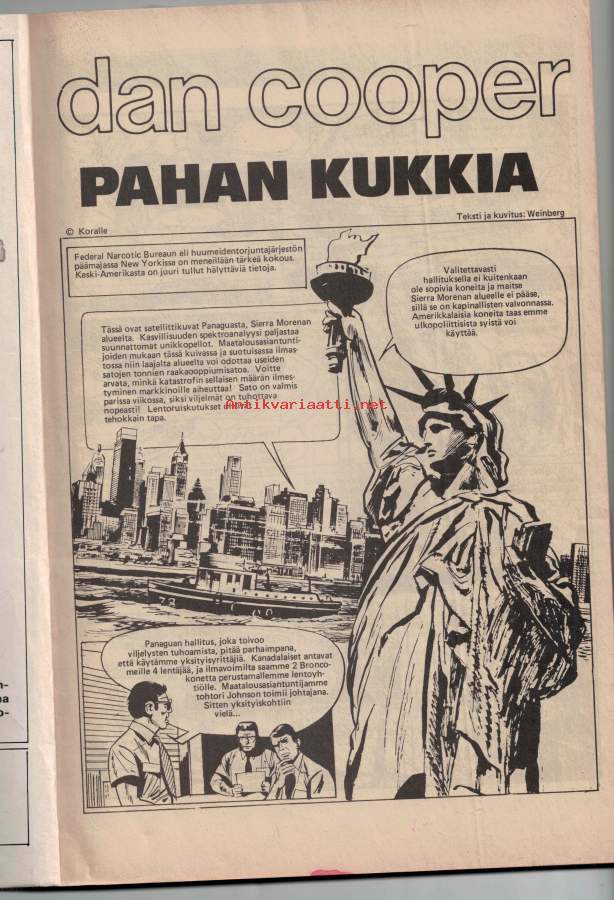 dan cooper
PAHAN KUKKIA
Teksti ja kuvitus: Weinberg
© Koralle
Federal Narcotic Bureaun eli huumeidentorjuntajärjestön
päämajassa New Yorkissa on meneillään tärkeä kokous.
Keski-Amerikasta on juuri tullut hälyttäviä tietoja.
Tässä ovat satelliittikuvat Panaguasta, Sierra Morenan
alueelta. Kasvillisuuden spektroanalyysi paljastaa
suunnattomat unikkopellot. Maatalousasiantunti-
joiden mukaan tässä kuivassa ja suotuisassa ilmas-
tossa niin laajalta alueelta voi odottaa useiden
satojen tonnien raakaooppiumisatoa. Voitte
arvata, minkä katastrofin sellaisen määrän ilmes-
tyminen markkinoille aiheuttaa! Sato on valmis
parissa viikossa, siksi viljelmät on tuhottava
nopeasti! Lentoruiskutukset
tehokkain tapa.
Valitettavasti
hallituksella ei kuitenkaan
ole sopivia koneita ja maitse
Sierra Morenan alueelle ei pääse,
sillä se on kapinallisten valvonnassa.
Amerikkalaisia koneita taas emme
ulkopoliittisista syistä voi
käyttää.
Antikvariaatti.net
Panaguan hallitus, joka toivoo
viljelysten tuhoamista, pitää parhaimpana,
että käytämme yksityisyrittäjiä. Kanadalaiset antavat
meille 4 lentäjää, ja ilmavoimilta saamme 2 Bronco-
konetta perustamallemme lentoyh-
tiölle. Maatalousasiantuntijamme
tohtori Johnson toimii johtajana.
Sitten yksityiskohtiin
vielä...